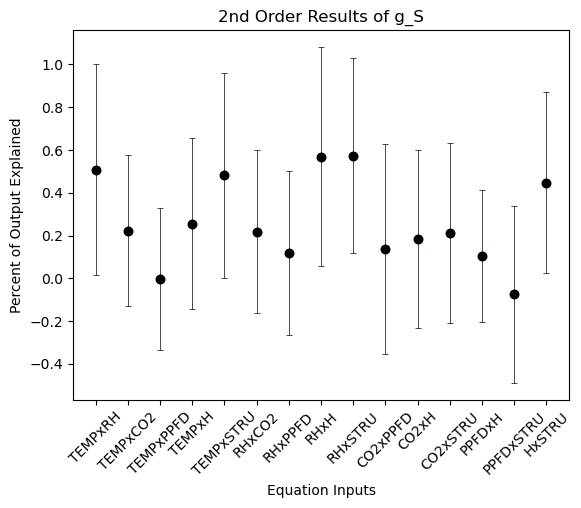 2nd Order Results of g_S
Percent of Output Explained
1.0
0.8
0.6
0.4
0.2
0.0
−0.2
−0.4
TEMPxRH
TEMPxCO2
TEMPxPPFD
TEMPxH
TEMPxSTRU
RHxCO2
RHxPPFD
RHxH
RHxSTRU
CO2xPPFD
CO2xH
CO2xSTRU
PPFDxH
PPFDxSTRU
HxSTRU
Equation Inputs